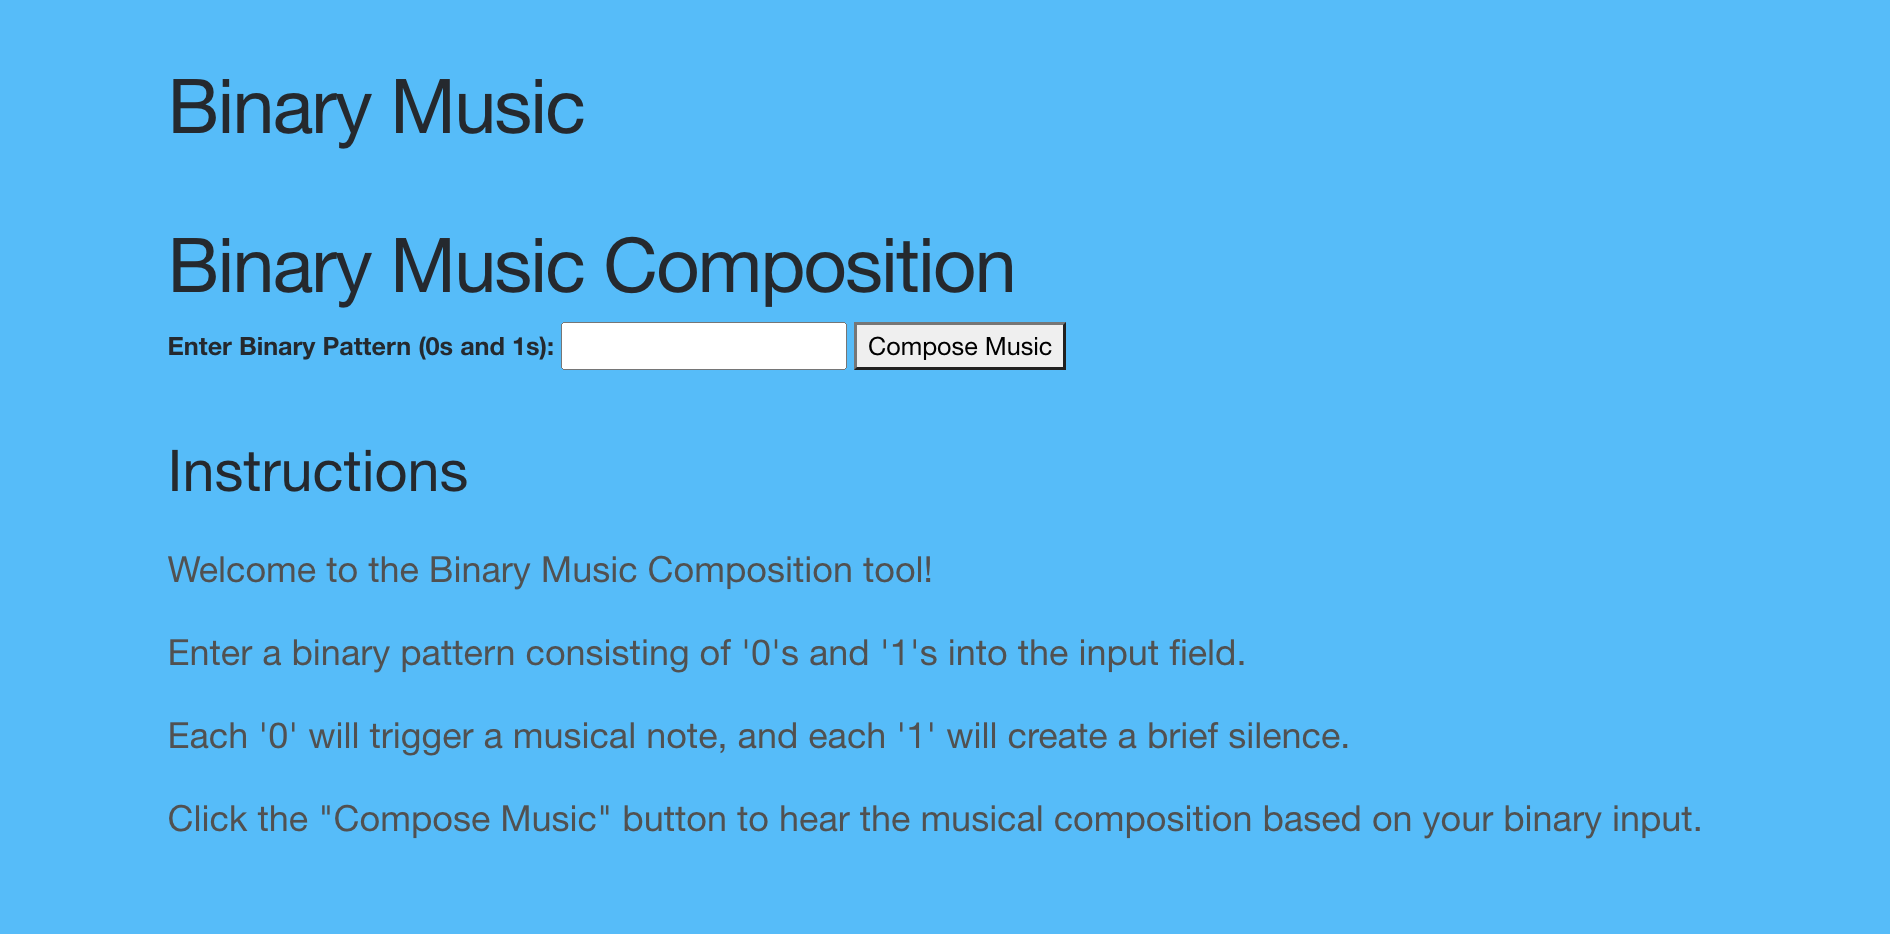 Binary Music
Binary Music Composition
Enter Binary Pattern (0s and 1s): Compose Music
Instructions
Welcome to the Binary Music Composition tool!
Enter a binary pattern consisting of '0's and '1's into the input field.
Each '0' will trigger a musical note, and each '1' will create a brief silence.
Click the "Compose Music" button to hear the musical composition based on your binary input.